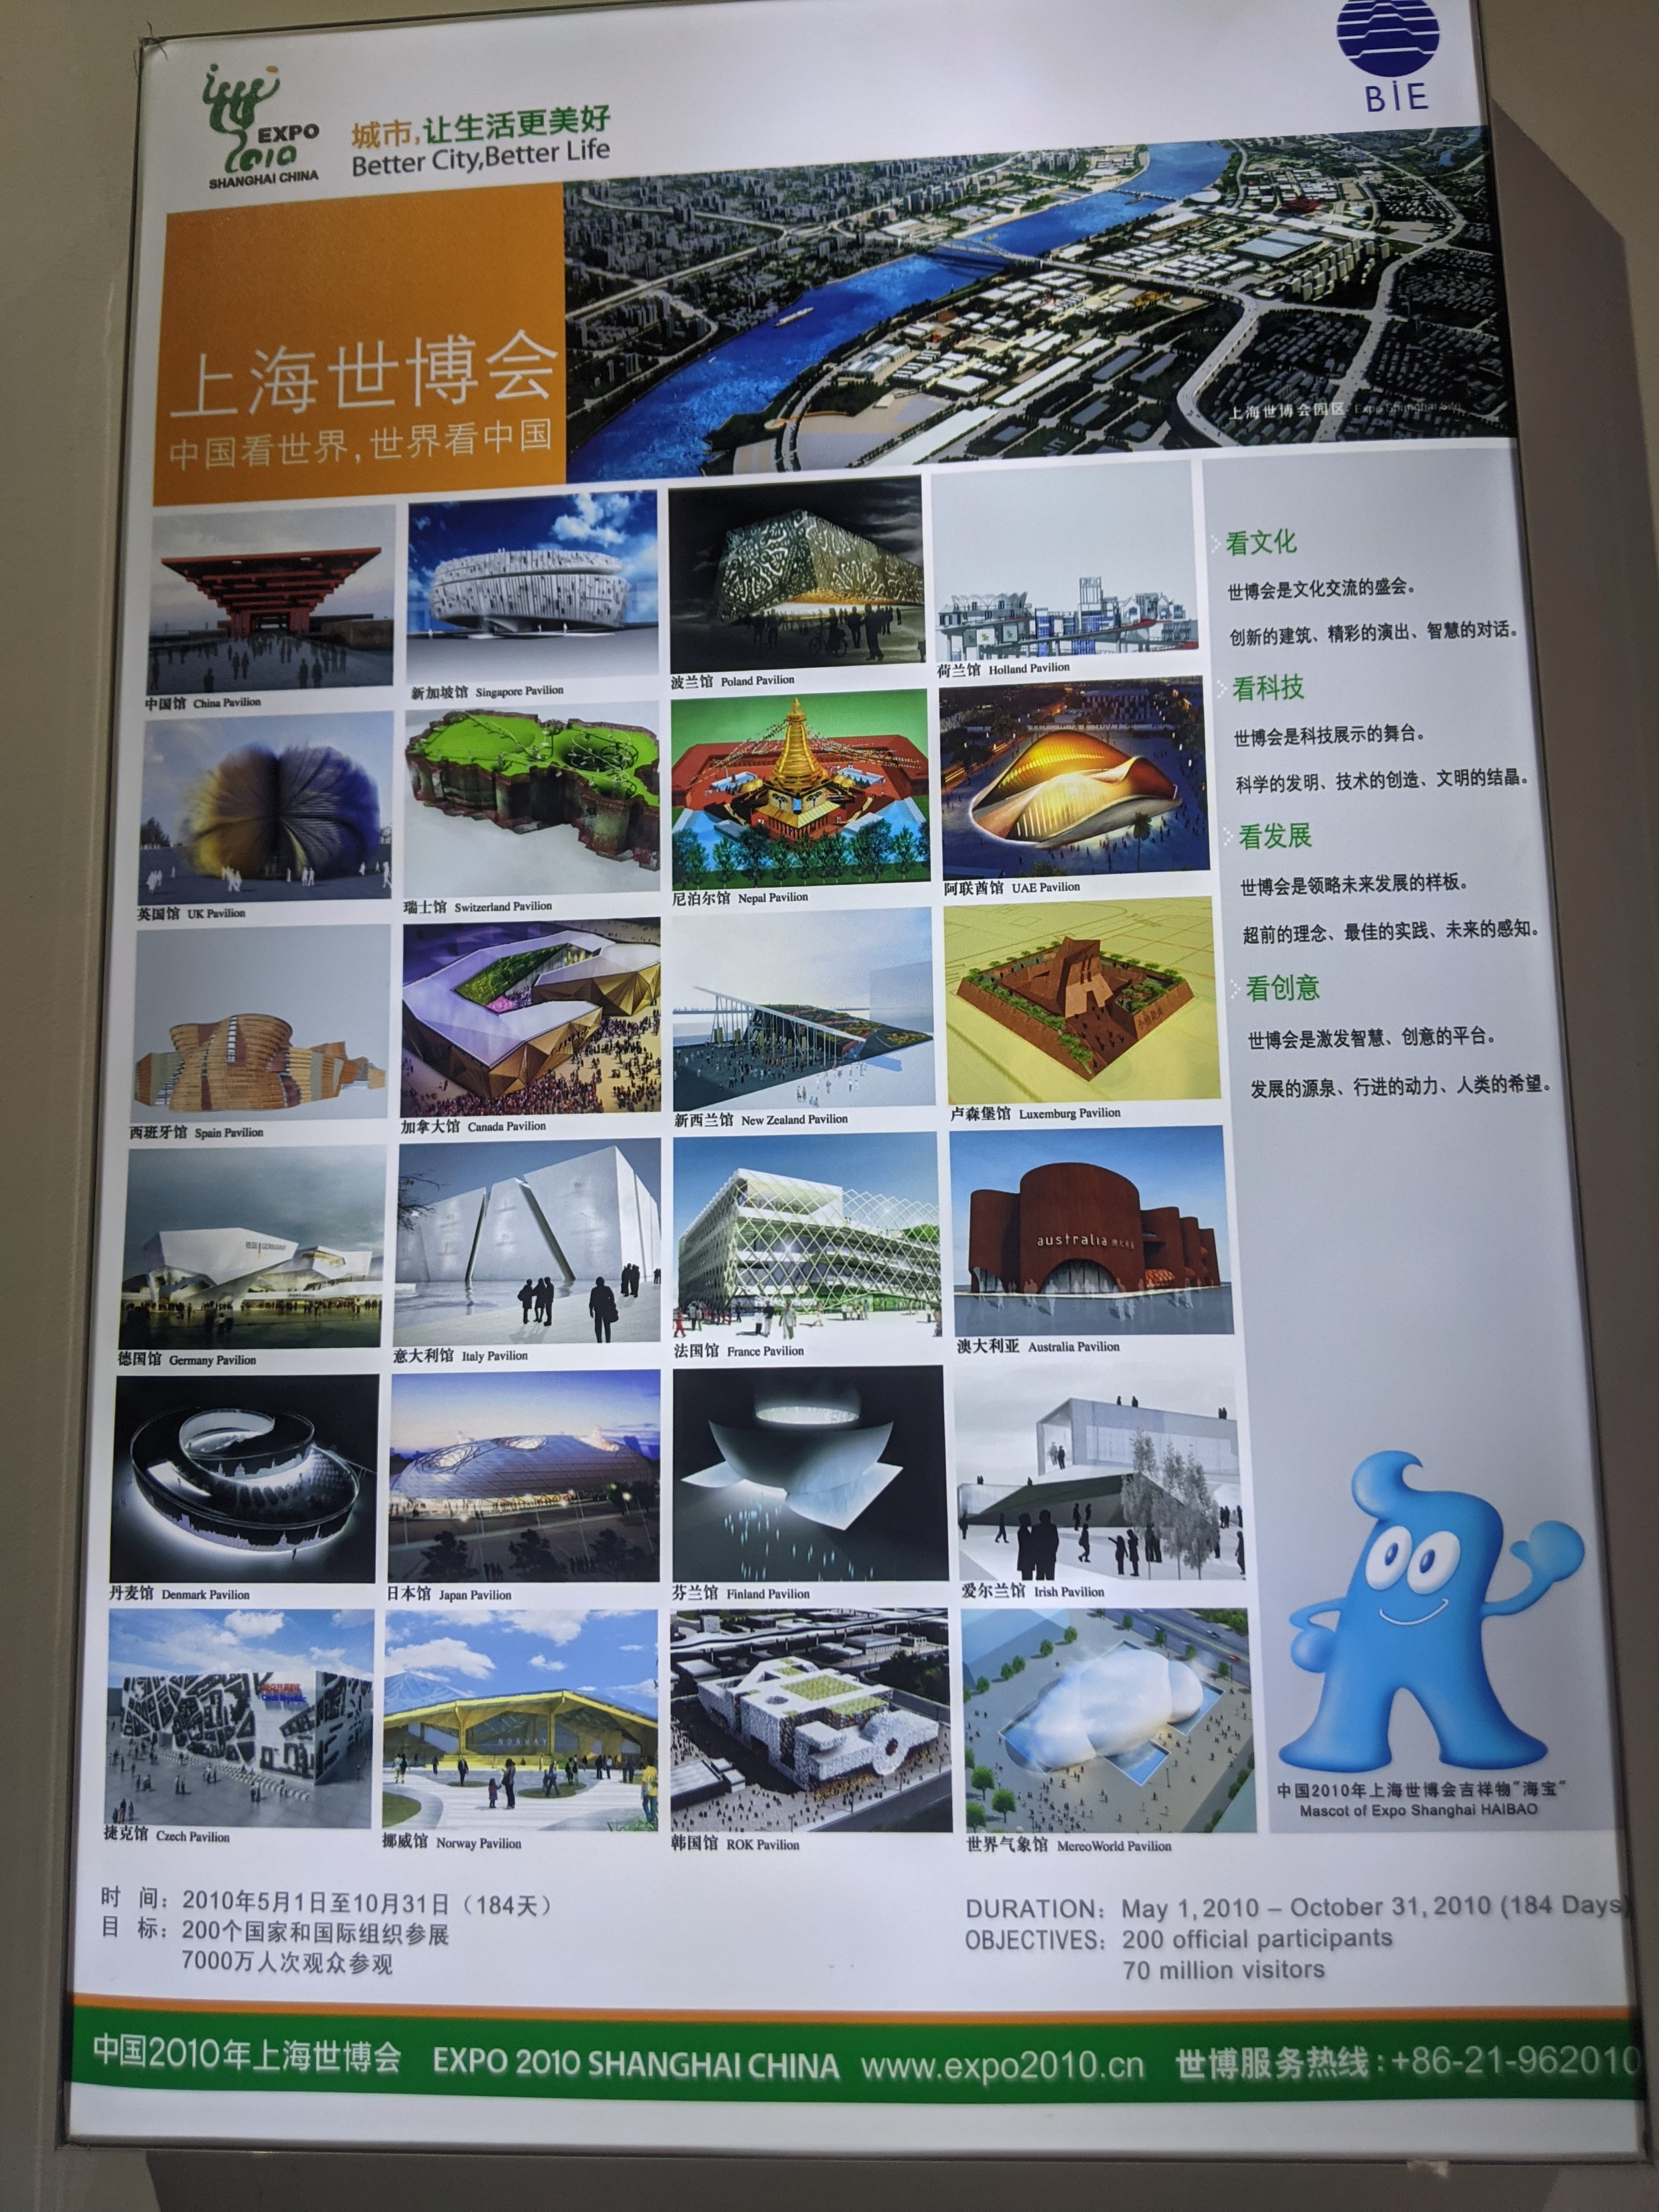 EXPO
2010
SHANGHAI CHINA
城市,让生活更美好
Better City,Better Life
BIE
上海世博会
中国看世界,世界看中国
上海世博会园区 Expo Shanghai Site
中国馆 China Pavilion
新加坡馆 Singapore Pavilion
波兰馆 Poland Pavilion
荷兰馆 Holland Pavilion
英国馆 UK Pavilion
瑞士馆 Switzerland Pavilion
尼泊尔馆 Nepal Pavilion
阿联酋馆 UAE Pavilion
西班牙馆 Spain Pavilion
加拿大馆 Canada Pavilion
新西兰馆 New Zealand Pavilion
卢森堡馆 Luxemburg Pavilion
australia
德国馆 Germany Pavilion
意大利馆 Italy Pavilion
法国馆 France Pavilion
澳大利亚 Australia Pavilion
丹麦馆 Denmark Pavilion
日本馆 Japan Pavilion
芬兰馆 Finland Pavilion
爱尔兰馆 Irish Pavilion
NORWAY
捷克馆 Czech Pavilion
挪威馆 Norway Pavilion
韩国馆 ROK Pavilion
世界气象馆 MereoWorld Pavilion
看文化
世博会是文化交流的盛会。
创新的建筑、精彩的演出、智慧的对话。
看科技
世博会是科技展示的舞台。
科学的发明、技术的创造、文明的结晶。
看发展
世博会是领略未来发展的样板。
超前的理念、最佳的实践、未来的感知。
看创意
世博会是激发智慧、创意的平台。
发展的源泉、行进的动力、人类的希望。
中国2010年上海世博会吉祥物"海宝"
Mascot of Expo Shanghai HAIBAO
时 间：2010年5月1日至10月31日（184天）
目 标：200个国家和国际组织参展
7000万人次观众参观
DURATION: May 1, 2010 – October 31, 2010 (184 Days)
OBJECTIVES: 200 official participants
70 million visitors
中国2010年上海世博会 EXPO 2010 SHANGHAI CHINA www.expo2010.cn 世博服务热线:+86-21-962010